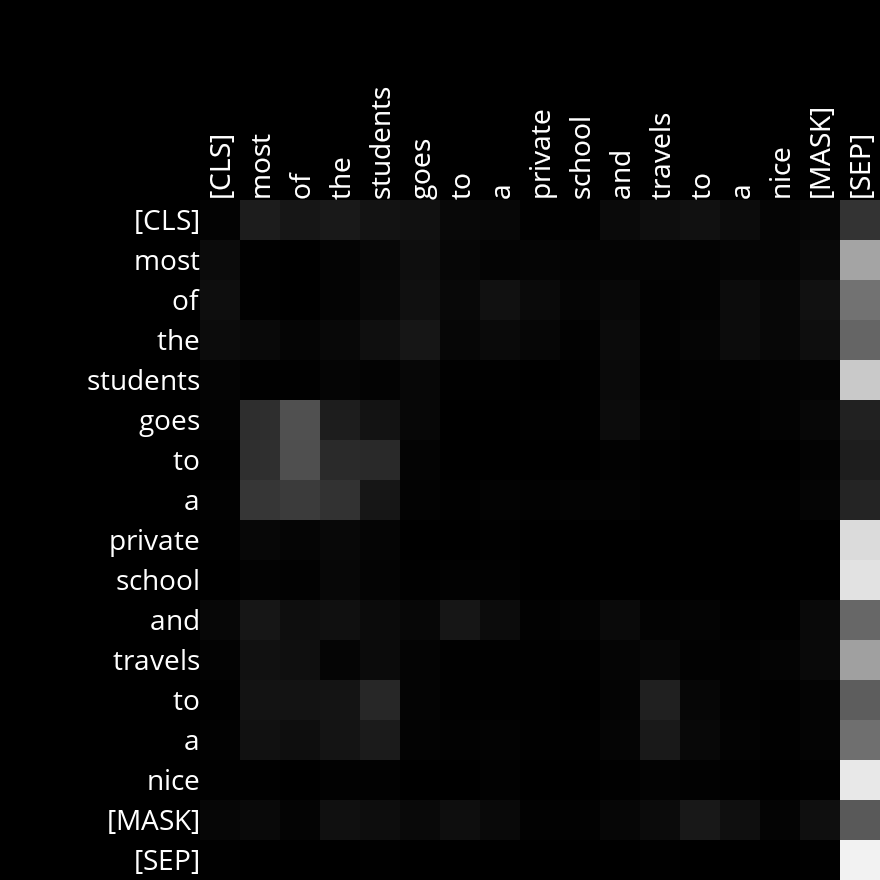 [CLS] most of the students goes to a private school and travels to a nice [MASK] [SEP]
[CLS]
most
of
the
students
goes
to
a
private
school
and
travels
to
a
nice
[MASK]
[SEP]